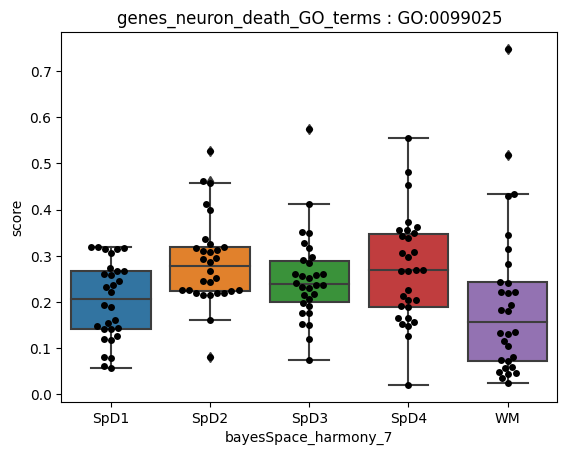 genes_neuron_death_GO_terms : GO:0099025
0.7
0.6
0.5
0.4
0.3
0.2
0.1
0.0
score
SpD1 SpD2 SpD3 SpD4 WM
bayesSpace_harmony_7